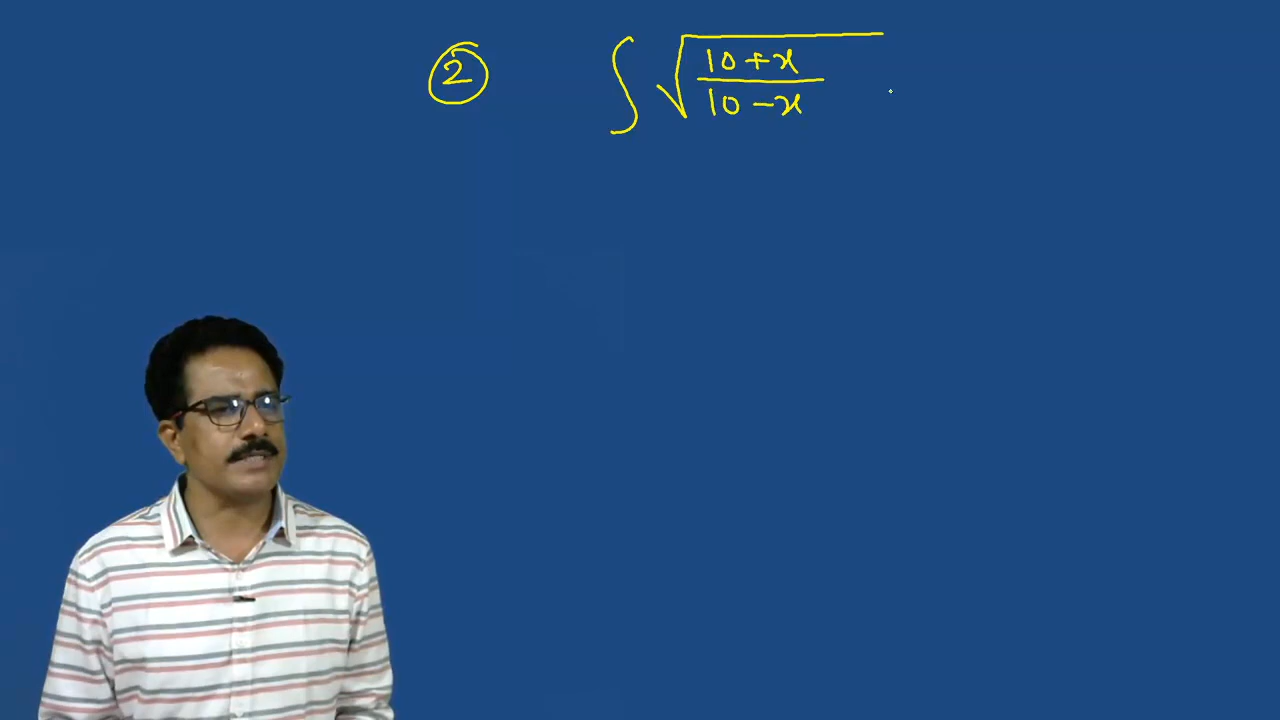 ② ∫ √((10+x)/(10-x))